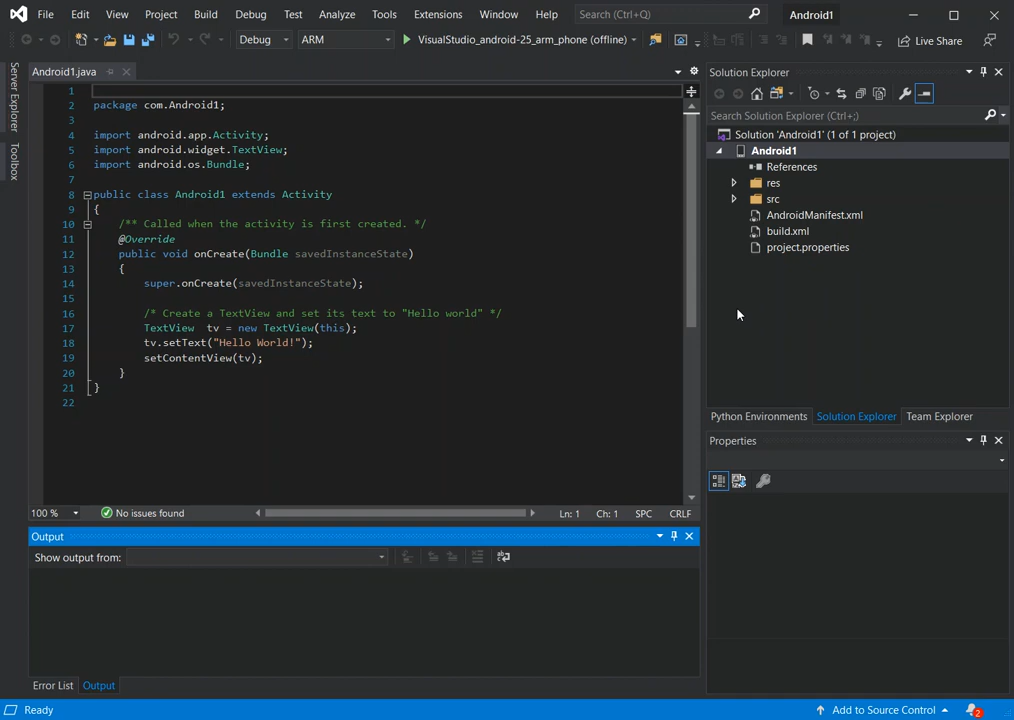 File Edit View Project Build Debug Test Analyze Tools Extensions Window Help Search (Ctrl+Q) Android1
Debug ARM VisualStudio_android-25_arm_phone (offline) Live Share
Server Explorer
Toolbox
Android1.java
1
2 package com.Android1;
3
4 import android.app.Activity;
5 import android.widget.TextView;
6 import android.os.Bundle;
7
8 public class Android1 extends Activity
9 {
10 /** Called when the activity is first created. */
11 @Override
12 public void onCreate(Bundle savedInstanceState)
13 {
14 super.onCreate(savedInstanceState);
15
16 /* Create a TextView and set its text to "Hello world" */
17 TextView  tv = new TextView(this);
18 tv.setText("Hello World!");
19 setContentView(tv);
20 }
21 }
22
100 % No issues found Ln: 1 Ch: 1 SPC CRLF
Output
Show output from:
Error List Output
Solution Explorer
Search Solution Explorer (Ctrl+;)
Solution 'Android1' (1 of 1 project)
Android1
References
res
src
AndroidManifest.xml
build.xml
project.properties
Python Environments Solution Explorer Team Explorer
Properties
Ready Add to Source Control 2